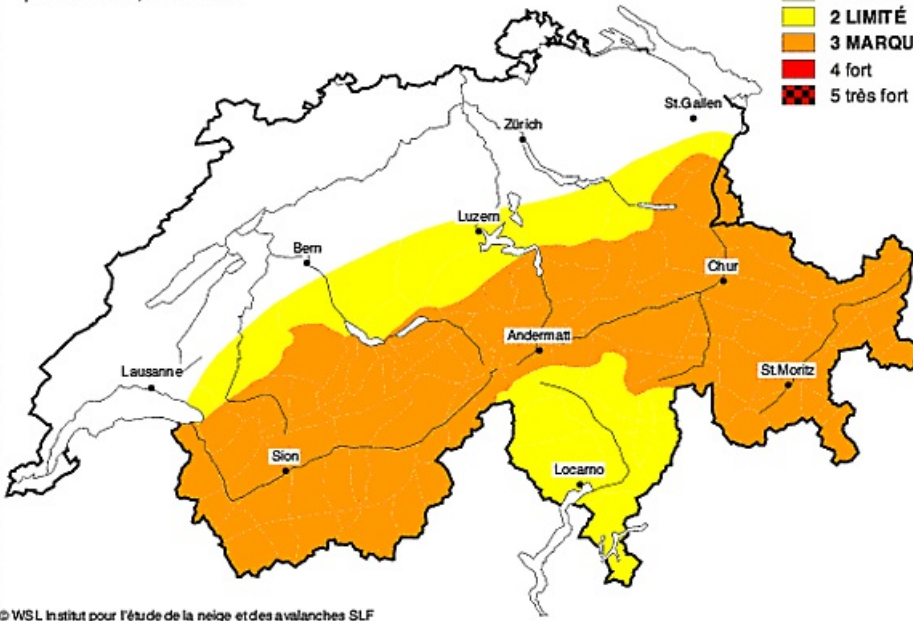 2 LIMITÉ
3 MARQU
4 fort
5 très fort
St.Gallen
Zürich
Luzern
Bern
Chur
Andermatt
Lausanne
St.Moritz
Sion
Locarno
© WSL Institut pour l'étude de la neige et des avalanches SLF